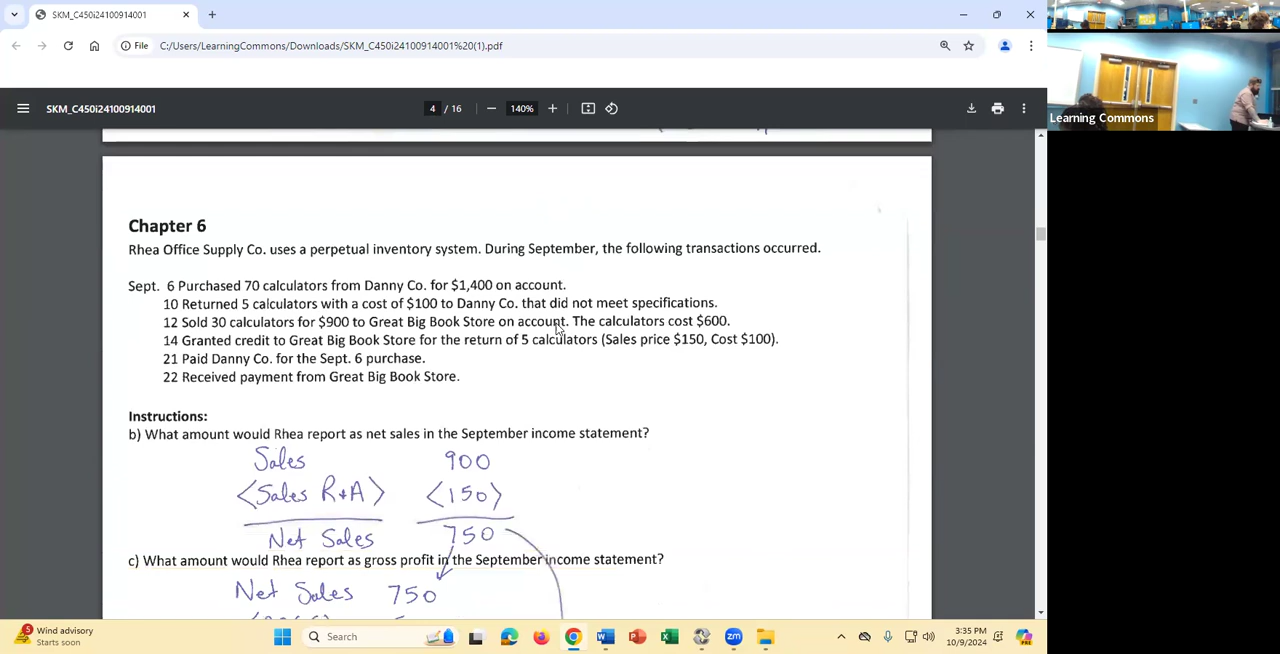 SKM_C450i24100914001
File
C:/Users/LearningCommons/Downloads/SKM_C450i24100914001%20(1).pdf
SKM_C450i24100914001
4 / 16
140%
Learning Commons
Chapter 6
Rhea Office Supply Co. uses a perpetual inventory system. During September, the following transactions occurred.
Sept. 6 Purchased 70 calculators from Danny Co. for $1,400 on account.
10 Returned 5 calculators with a cost of $100 to Danny Co. that did not meet specifications.
12 Sold 30 calculators for $900 to Great Big Book Store on account. The calculators cost $600.
14 Granted credit to Great Big Book Store for the return of 5 calculators (Sales price $150, Cost $100).
21 Paid Danny Co. for the Sept. 6 purchase.
22 Received payment from Great Big Book Store.
Instructions:
b) What amount would Rhea report as net sales in the September income statement?
Sales 900
<Sales R+A> <150>
Net Sales 750
c) What amount would Rhea report as gross profit in the September income statement?
Net Sales 750
5
Wind advisory
Starts soon
Search
zm
3:35 PM
10/9/2024